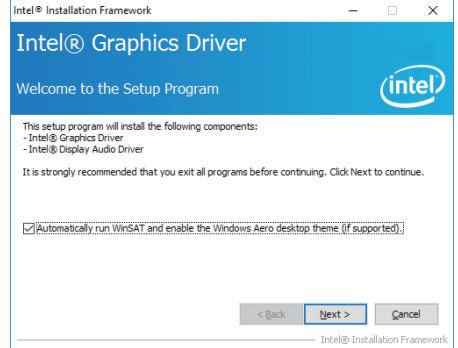 Intel® Installation Framework
Intel® Graphics Driver
Welcome to the Setup Program
intel
This setup program will install the following components:
- Intel® Graphics Driver
- Intel® Display Audio Driver
It is strongly recommended that you exit all programs before continuing. Click Next to continue.
Automatically run WinSAT and enable the Windows Aero desktop theme (if supported).
< Back Next > Cancel
Intel® Installation Framework